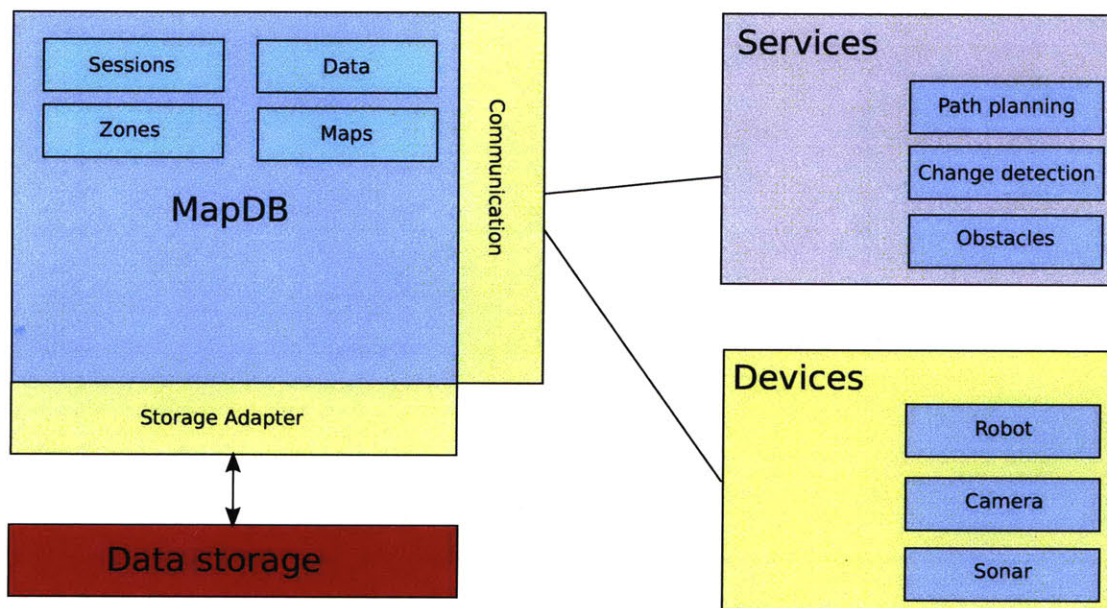 Sessions
Data
Zones
Maps
MapDB
Communication
Storage Adapter
Data storage
Services
Path planning
Change detection
Obstacles
Devices
Robot
Camera
Sonar